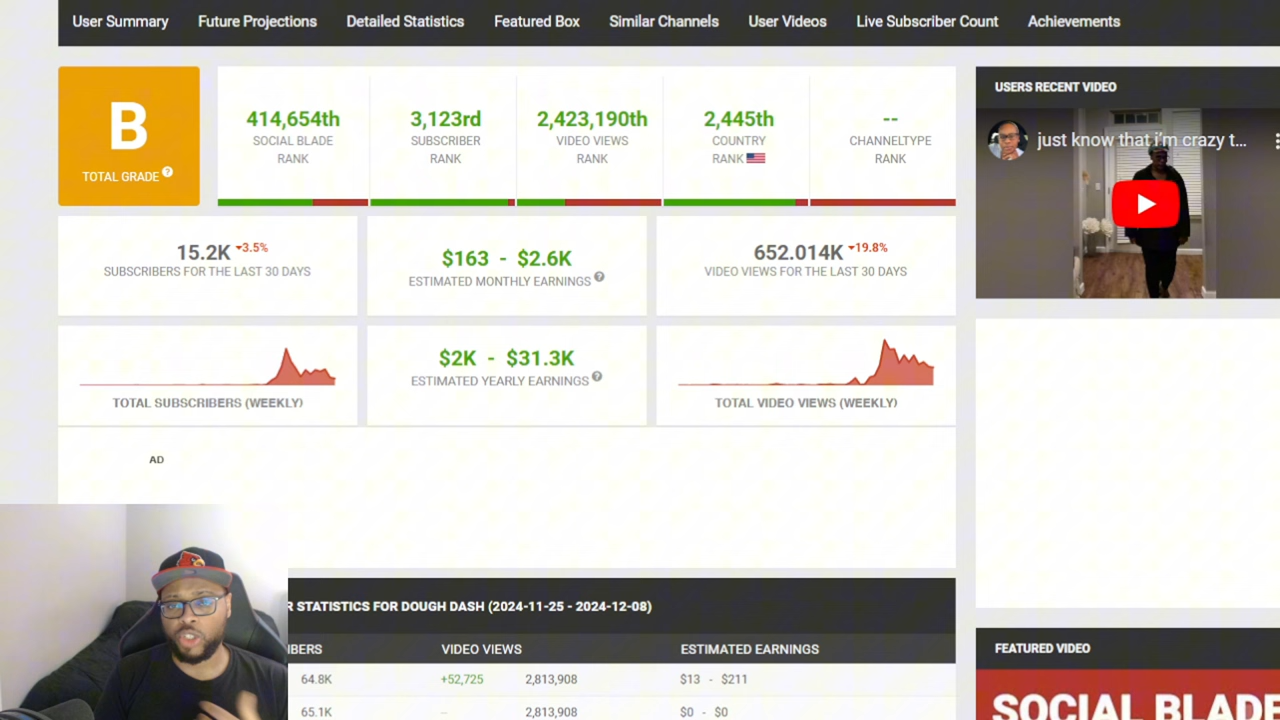 User Summary Future Projections Detailed Statistics Featured Box Similar Channels User Videos Live Subscriber Count Achievements
B
TOTAL GRADE ?
414,654th
SOCIAL BLADE
RANK
3,123rd
SUBSCRIBER
RANK
2,423,190th
VIDEO VIEWS
RANK
2,445th
COUNTRY
RANK
--
CHANNELTYPE
RANK
USERS RECENT VIDEO
just know that i'm crazy t...
15.2K 3.5%
SUBSCRIBERS FOR THE LAST 30 DAYS
$163 - $2.6K
ESTIMATED MONTHLY EARNINGS ?
652.014K 19.8%
VIDEO VIEWS FOR THE LAST 30 DAYS
TOTAL SUBSCRIBERS (WEEKLY)
$2K - $31.3K
ESTIMATED YEARLY EARNINGS ?
TOTAL VIDEO VIEWS (WEEKLY)
AD
R STATISTICS FOR DOUGH DASH (2024-11-25 - 2024-12-08)
IBERS VIDEO VIEWS ESTIMATED EARNINGS
64.8K +52,725 2,813,908 $13 - $211
65.1K -- 2,813,908 $0 - $0
FEATURED VIDEO
SOCIAL BLADE